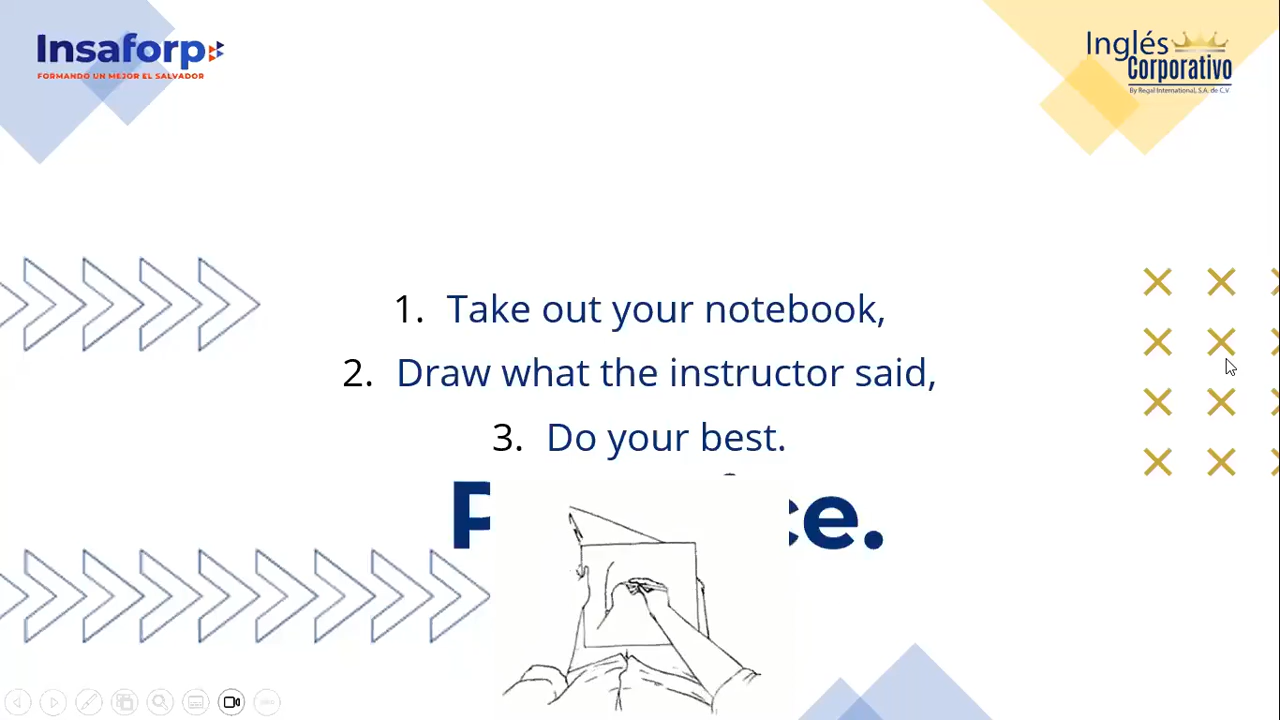 Insaforp
FORMANDO UN MEJOR EL SALVADOR
Inglés
Corporativo
By Regal International, S.A. de C.V
1. Take out your notebook,
2. Draw what the instructor said,
3. Do your best.